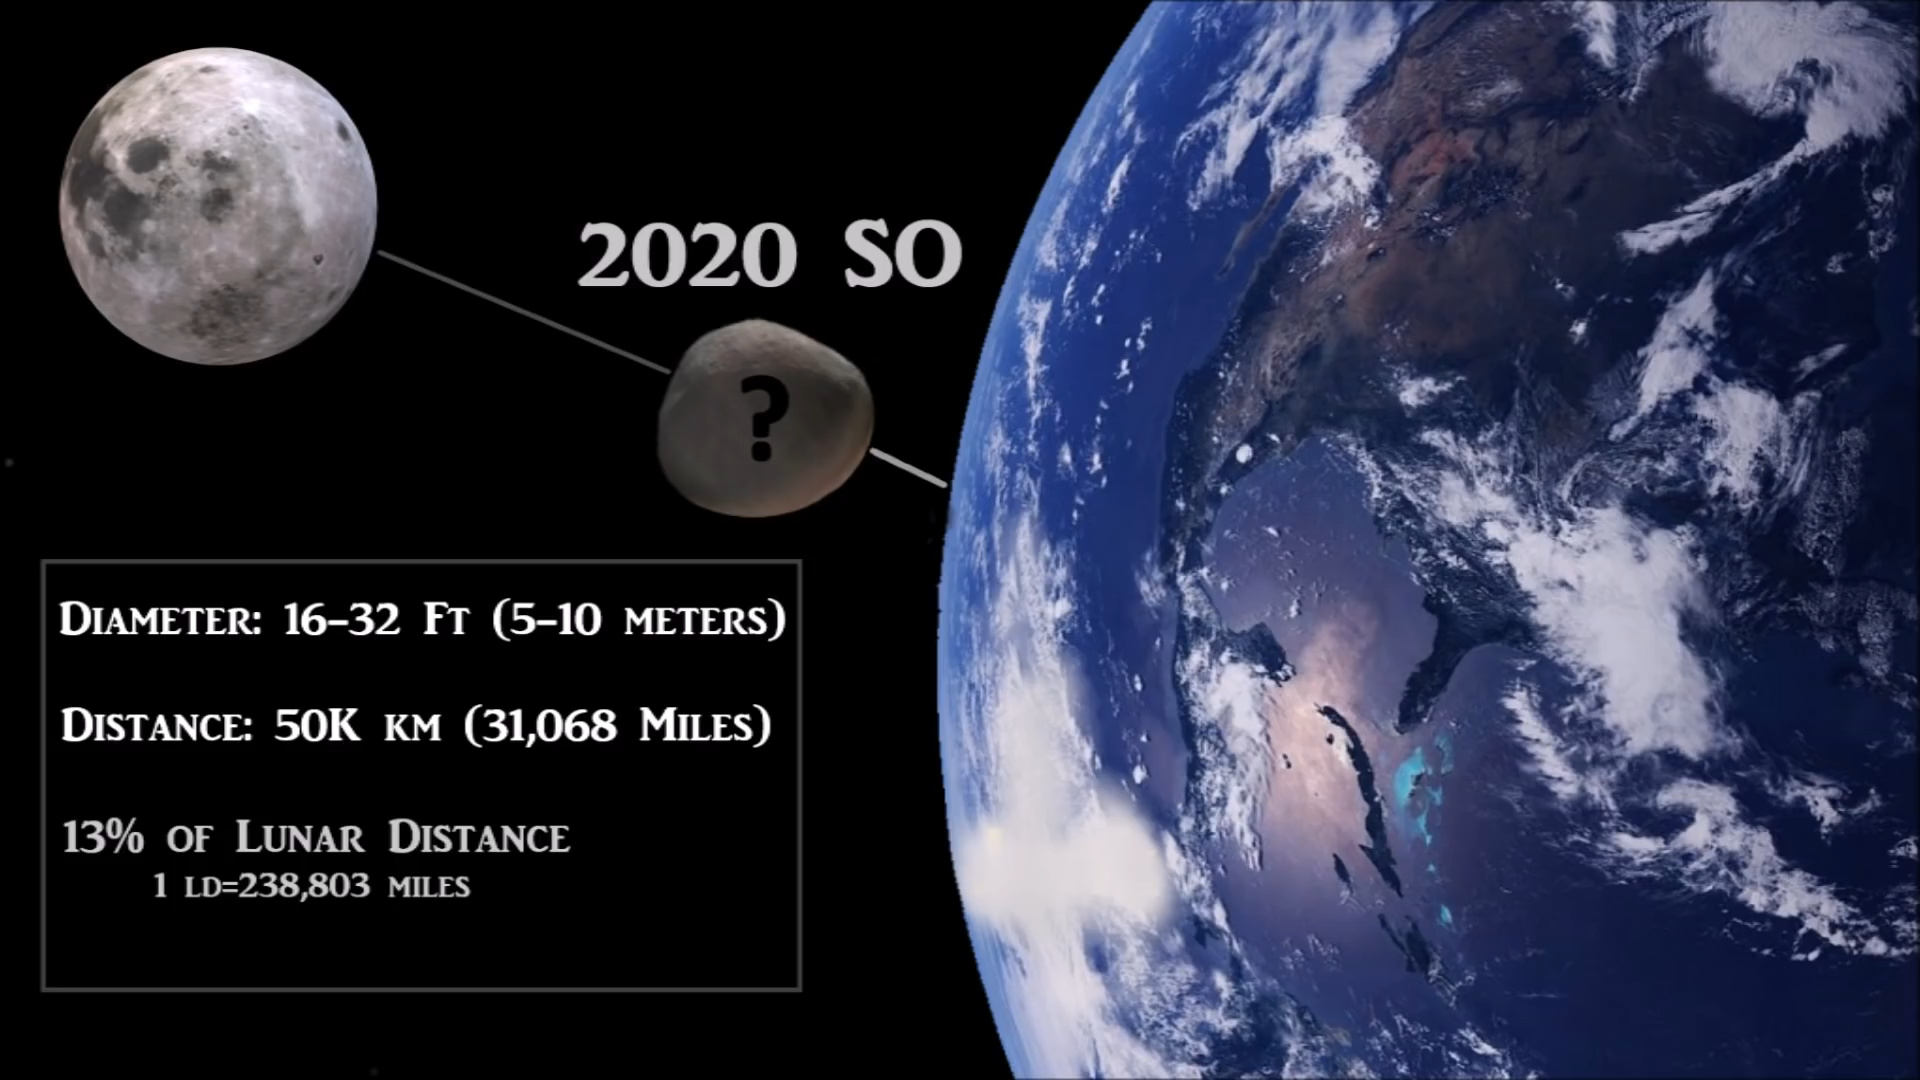 2020 SO
?
Diameter: 16–32 Ft (5–10 meters)
Distance: 50K km (31,068 Miles)
13% of Lunar Distance
1 ld=238,803 miles